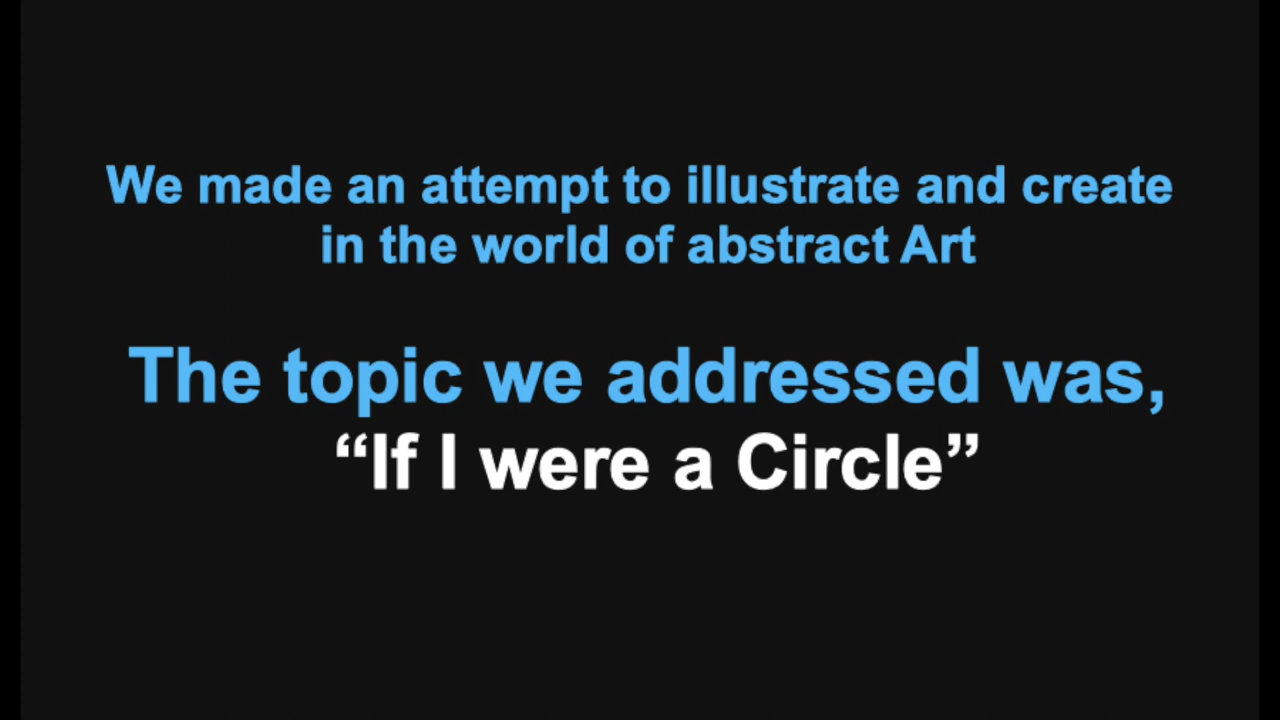 We made an attempt to illustrate and create
in the world of abstract Art
The topic we addressed was,
“If I were a Circle”